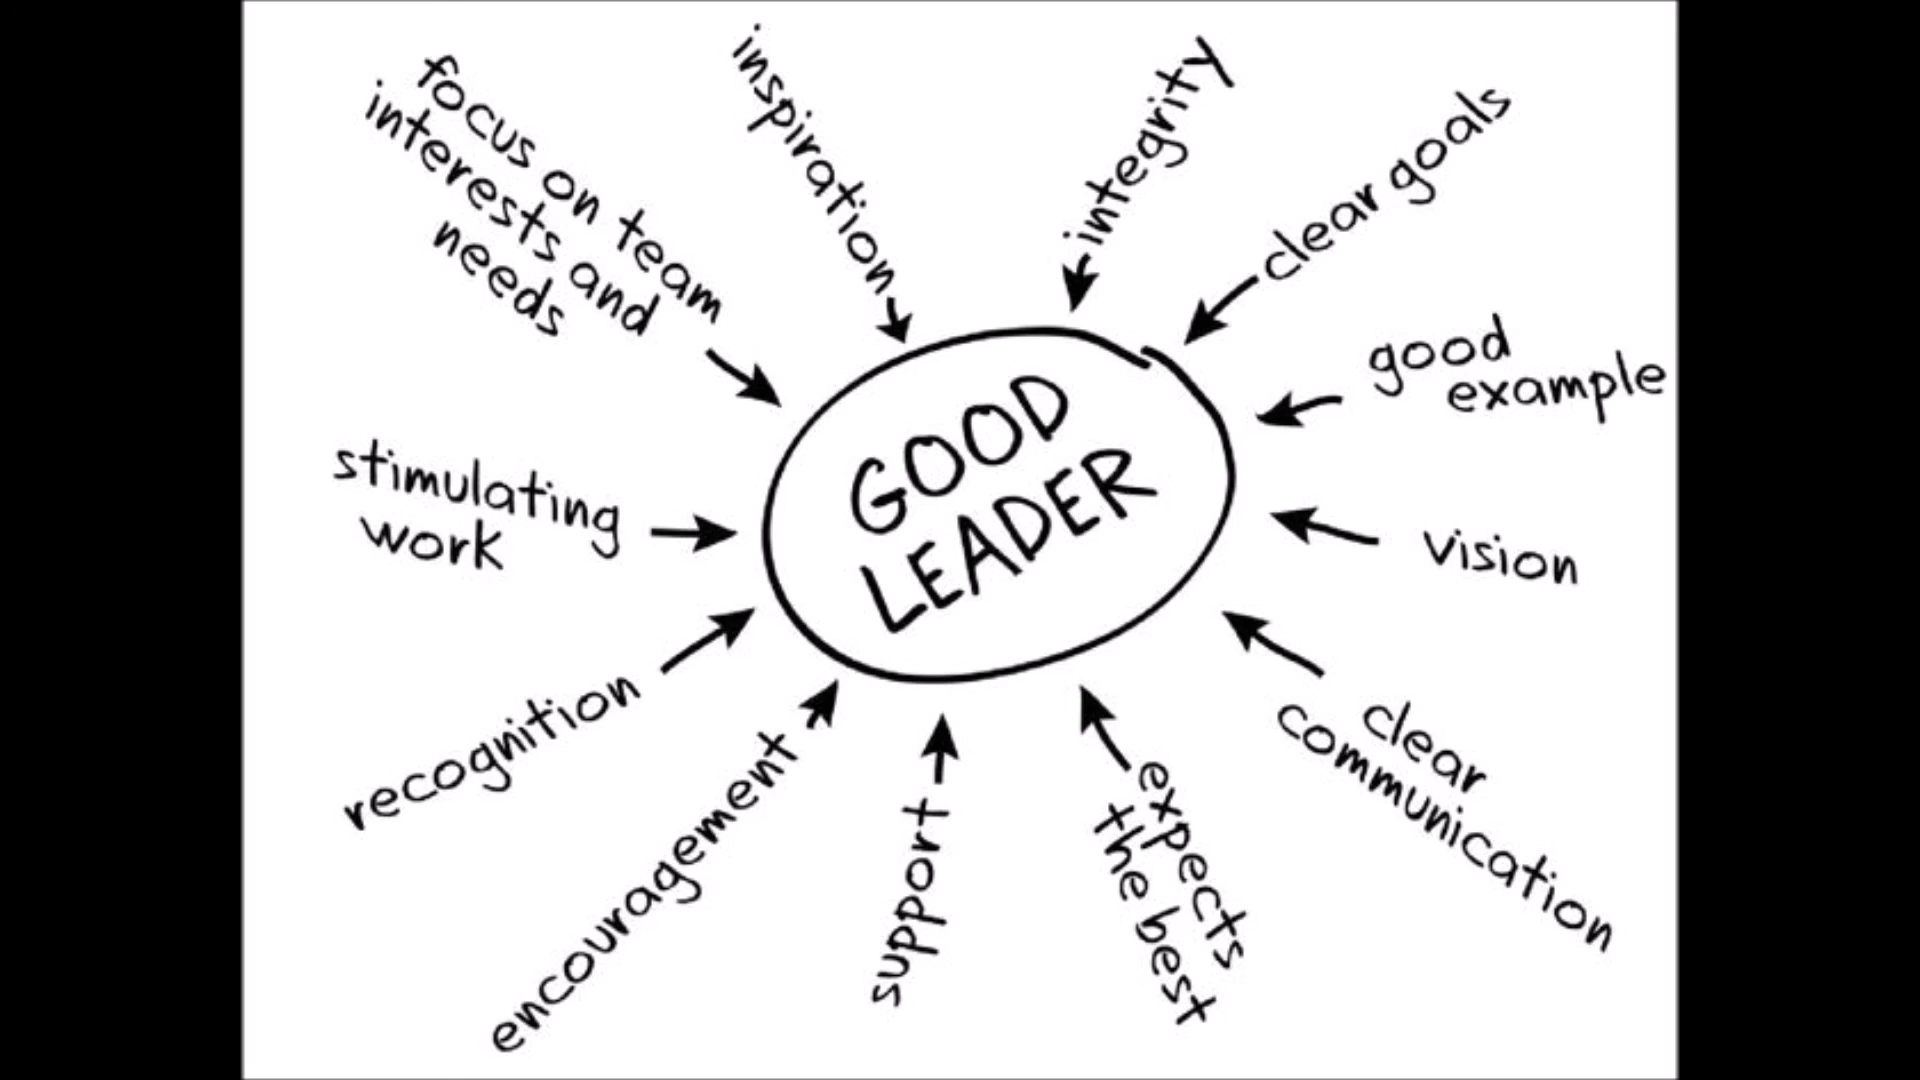 GOOD
LEADER
inspiration
integrity
clear goals
good
example
vision
clear
communication
expects
the best
support
encouragement
recognition
stimulating
work
focus on team
interests and
needs